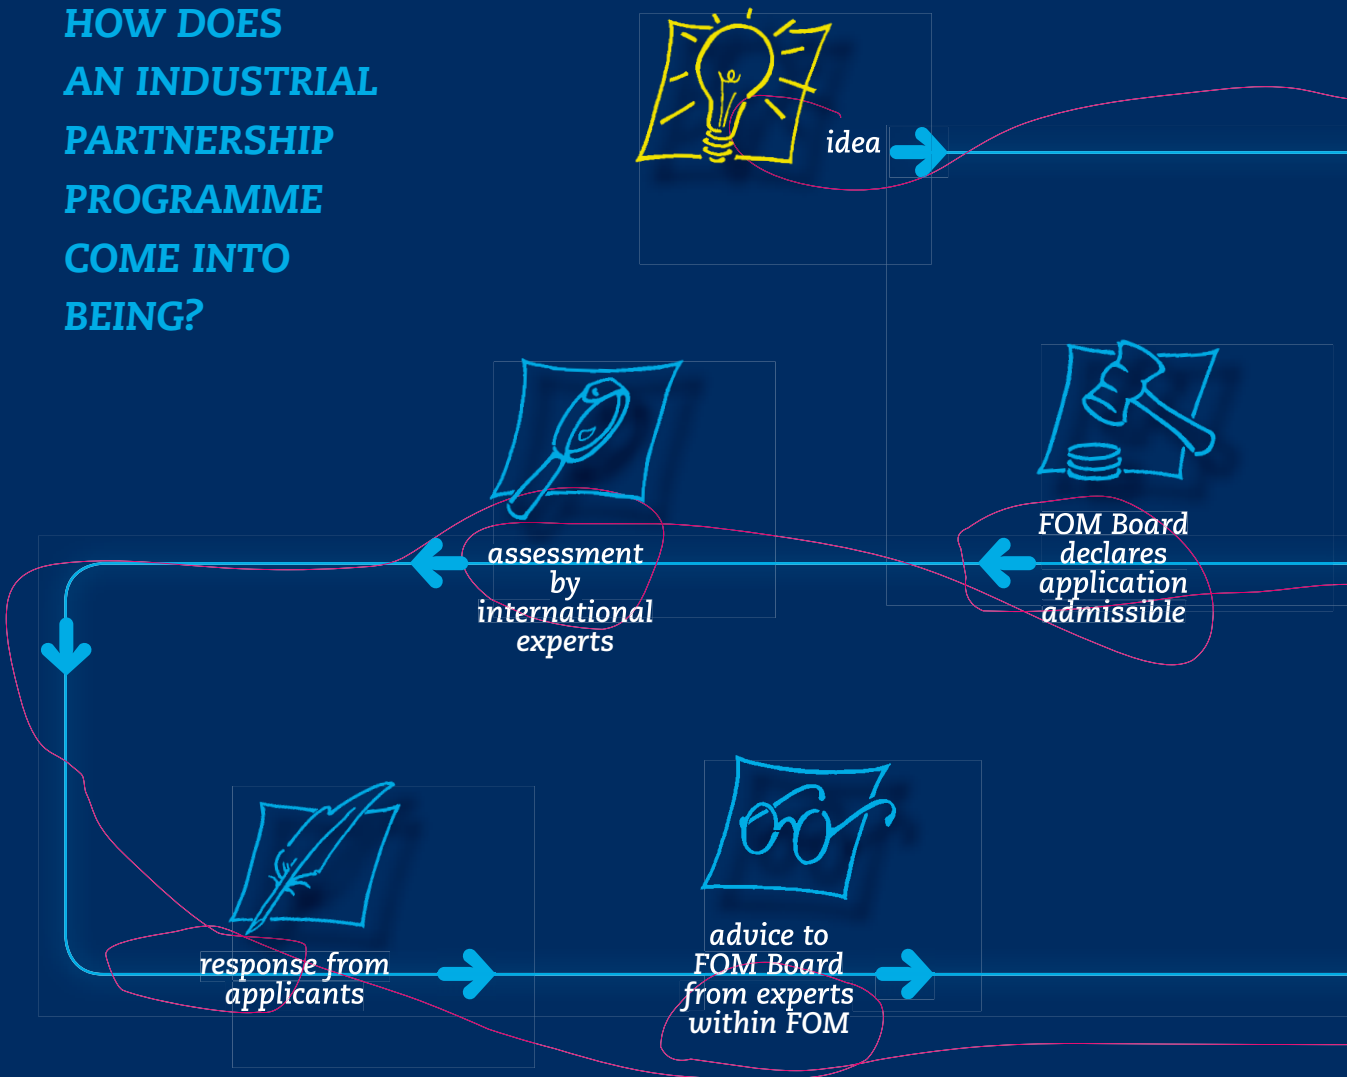 HOW DOES
AN INDUSTRIAL
PARTNERSHIP
PROGRAMME
COME INTO
BEING?
idea
FOM Board
declares
application
admissible
assessment
by
international
experts
response from
applicants
advice to
FOM Board
from experts
within FOM